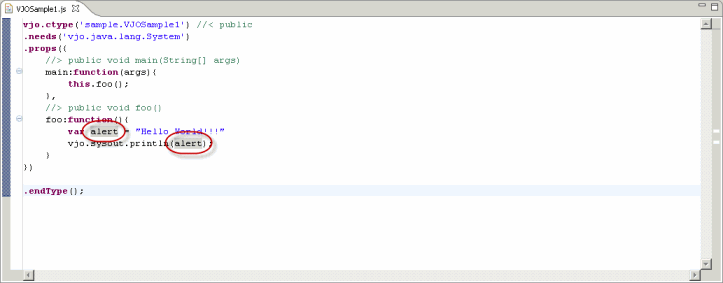 VJOSample1.js
vjo.ctype('sample.VJOSample1') //< public
.needs('vjo.java.lang.System')
.props({
//> public void main(String[] args)
main:function(args){
this.foo();
},
//> public void foo()
foo:function(){
var alert = "Hello World!!!"
vjo.sysout.println(alert);
}
})
.endType();